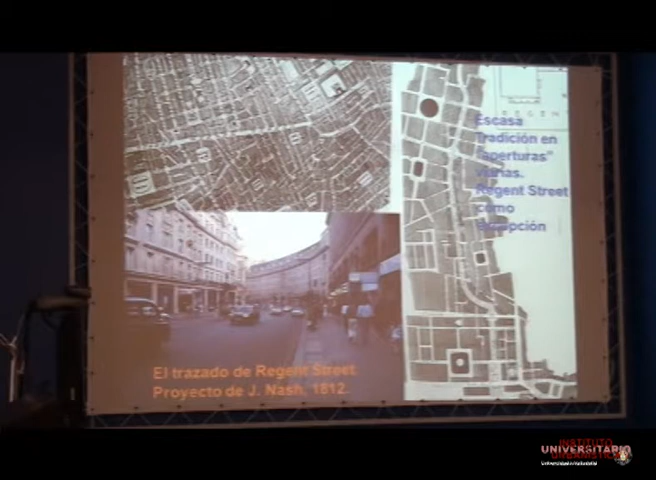 Escasa
Tradición en
"aperturas"
viarias.
Regent Street
como
excepción
El trazado de Regent Street.
Proyecto de J. Nash, 1812.
INSTITUTO
UNIVERSITARIO